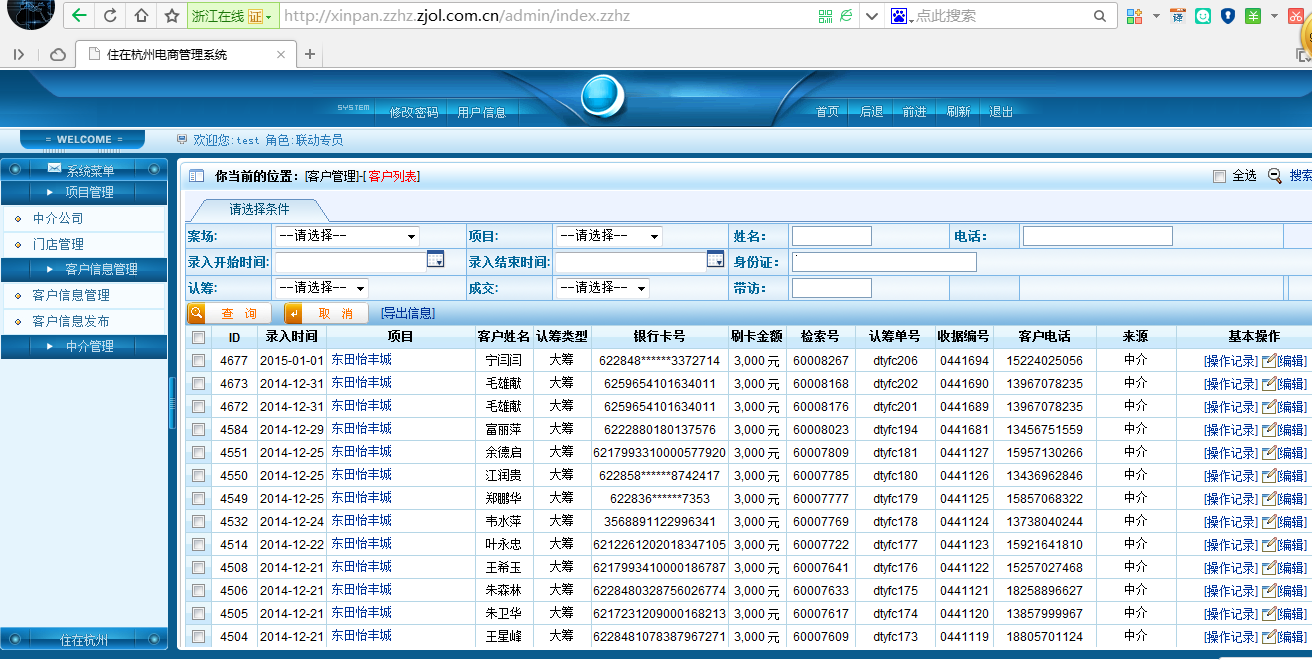 浙江在线 证 http://xinpan.zzhz.zjol.com.cn/admin/index.zzhz 点此搜索 译
住在杭州电商管理系统
SYSTEM 修改密码 用户信息 首页 后退 前进 刷新 退出
= WELCOME = 欢迎您:test 角色:联动专员
系统菜单
项目管理
中介公司
门店管理
客户信息管理
客户信息管理
客户信息发布
中介管理
住在杭州
你当前的位置：[客户管理]-[客户列表] 全选 搜索
请选择条件
案场: --请选择-- 项目: --请选择-- 姓名: 电话:
录入开始时间: 录入结束时间: 身份证:
认筹: --请选择-- 成交: --请选择-- 带访:
查 询 取 消 [导出信息]
ID 录入时间 项目 客户姓名 认筹类型 银行卡号 刷卡金额 检索号 认筹单号 收据编号 客户电话 来源 基本操作
4677 2015-01-01 东田怡丰城 宁闫闫 大筹 622848******3372714 3,000 元 60008267 dtyfc206 0441694 15224025056 中介 [操作记录] [编辑]
4673 2014-12-31 东田怡丰城 毛雄献 大筹 6259654101634011 3,000 元 60008168 dtyfc202 0441690 13967078235 中介 [操作记录] [编辑]
4672 2014-12-31 东田怡丰城 毛雄献 大筹 6259654101634011 3,000 元 60008176 dtyfc201 0441689 13967078235 中介 [操作记录] [编辑]
4584 2014-12-29 东田怡丰城 富丽萍 大筹 6222880180137576 3,000 元 60008023 dtyfc194 0441681 13456751559 中介 [操作记录] [编辑]
4551 2014-12-25 东田怡丰城 余德启 大筹 6217993310000577920 3,000 元 60007809 dtyfc181 0441127 15957130266 中介 [操作记录] [编辑]
4550 2014-12-25 东田怡丰城 江润贵 大筹 622858******8742417 3,000 元 60007785 dtyfc180 0441126 13436962846 中介 [操作记录] [编辑]
4549 2014-12-25 东田怡丰城 郑鹏华 大筹 622836******7353 3,000 元 60007777 dtyfc179 0441125 15857068322 中介 [操作记录] [编辑]
4532 2014-12-24 东田怡丰城 韦水萍 大筹 3568891122996341 3,000 元 60007769 dtyfc178 0441124 13738040244 中介 [操作记录] [编辑]
4514 2014-12-22 东田怡丰城 叶永忠 大筹 6212261202018347105 3,000 元 60007722 dtyfc177 0441123 15921641810 中介 [操作记录] [编辑]
4508 2014-12-21 东田怡丰城 王希玉 大筹 6217993410000186787 3,000 元 60007641 dtyfc176 0441122 15257027468 中介 [操作记录] [编辑]
4506 2014-12-21 东田怡丰城 朱森林 大筹 6228480328756026774 3,000 元 60007633 dtyfc175 0441121 18258896627 中介 [操作记录] [编辑]
4505 2014-12-21 东田怡丰城 朱卫华 大筹 6217231209000168213 3,000 元 60007617 dtyfc174 0441120 13857999967 中介 [操作记录] [编辑]
4504 2014-12-21 东田怡丰城 王星峰 大筹 6228481078387967271 3,000 元 60007609 dtyfc173 0441119 18805701124 中介 [操作记录] [编辑]